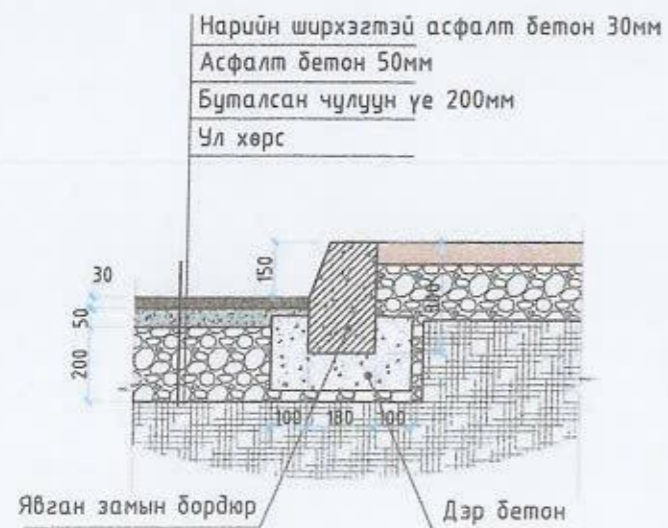 Нарийн ширхэгтэй асфалт бетон 30мм
Асфалт бетон 50мм
Буталсан чулуун үе 200мм
Ул хөрс
150
30
50
200
100 180 100
Явган замын бордюр
Дэр бетон